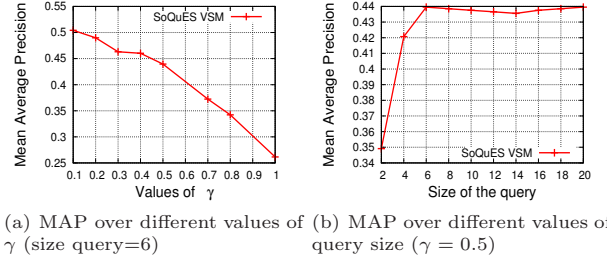 0.55
0.5
0.45
0.4
0.35
0.3
0.25
Mean Average Precision
SoQuES VSM
0.1 0.2 0.3 0.4 0.5 0.6 0.7 0.8 0.9 1
Values of γ
0.44
0.43
0.42
0.41
0.4
0.39
0.38
0.37
0.36
0.35
0.34
Mean Average Precision
SoQuES VSM
2 4 6 8 10 12 14 16 18 20
Size of the query
(a) MAP over different values of
γ (size query=6)
(b) MAP over different values of
query size (γ = 0.5)